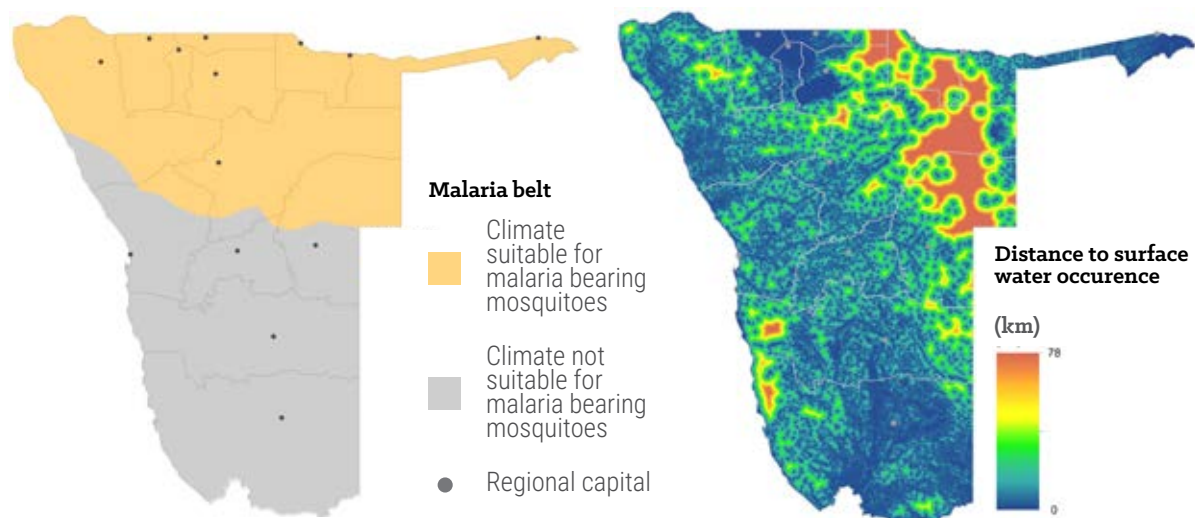 Malaria belt
Climate
suitable for
malaria bearing
mosquitoes
Climate not
suitable for
malaria bearing
mosquitoes
Regional capital
Distance to surface
water occurence
(km)
78
0